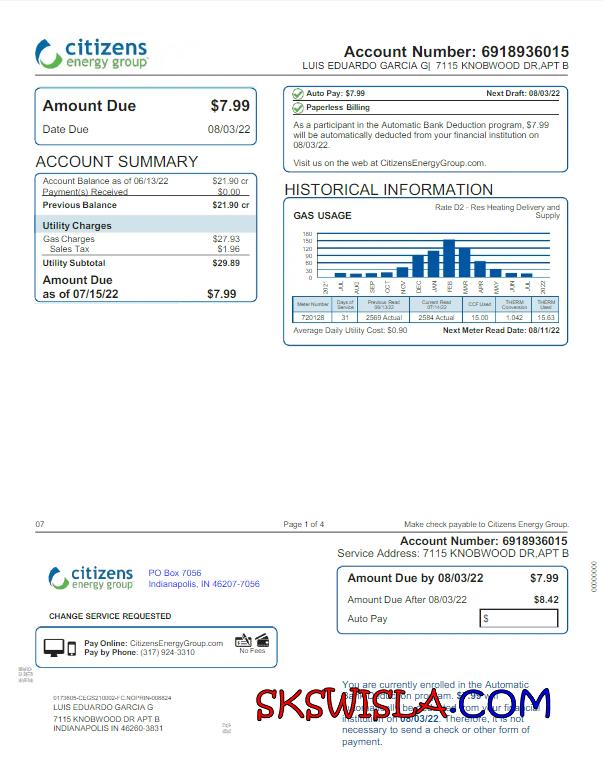 citizens
energy group
Account Number: 6918936015
LUIS EDUARDO GARCIA G| 7115 KNOBWOOD DR,APT B
Amount Due $7.99
Date Due 08/03/22
ACCOUNT SUMMARY
Account Balance as of 06/13/22 $21.90 cr
Payment(s) Received $0.00
Previous Balance $21.90 cr
Utility Charges
Gas Charges $27.93
Sales Tax $1.96
Utility Subtotal $29.89
Amount Due
as of 07/15/22 $7.99
Auto Pay: $7.99 Next Draft: 08/03/22
Paperless Billing
As a participant in the Automatic Bank Deduction program, $7.99
will be automatically deducted from your financial institution on
08/03/22.
Visit us on the web at CitizensEnergyGroup.com.
HISTORICAL INFORMATION
Rate D2 - Res Heating Delivery and
Supply
GAS USAGE
180
150
120
90
60
30
0
2021 JUL AUG SEP OCT NOV DEC JAN FEB MAR APR MAY JUN JUL 2022
Meter Number Days of Service Previous Read 06/13/22 Current Read 07/14/22 CCF Used THERM Conversion THERM Used
720128 31 2569 Actual 2584 Actual 15.00 1.042 15.63
Average Daily Utility Cost: $0.90 Next Meter Read Date: 08/11/22
07 Page 1 of 4 Make check payable to Citizens Energy Group.
Account Number: 6918936015
Service Address: 7115 KNOBWOOD DR,APT B
citizens
energy group
PO Box 7056
Indianapolis, IN 46207-7056
Amount Due by 08/03/22 $7.99
Amount Due After 08/03/22 $8.42
Auto Pay $
00000000
CHANGE SERVICE REQUESTED
Pay Online: CitizensEnergyGroup.com
Pay by Phone: (317) 924-3310
No Fees
0173605-CEGS210002-FC.NOPRIN-008824
LUIS EDUARDO GARCIA G
7115 KNOBWOOD DR APT B
INDIANAPOLIS IN 46260-3831
You are currently enrolled in the Automatic
Bank Deduction program. $7.99 will
automatically be deducted from your financial
institution on 08/03/22. Therefore, it is not
necessary to send a check or other form of
payment.
SKSWISLA.COM